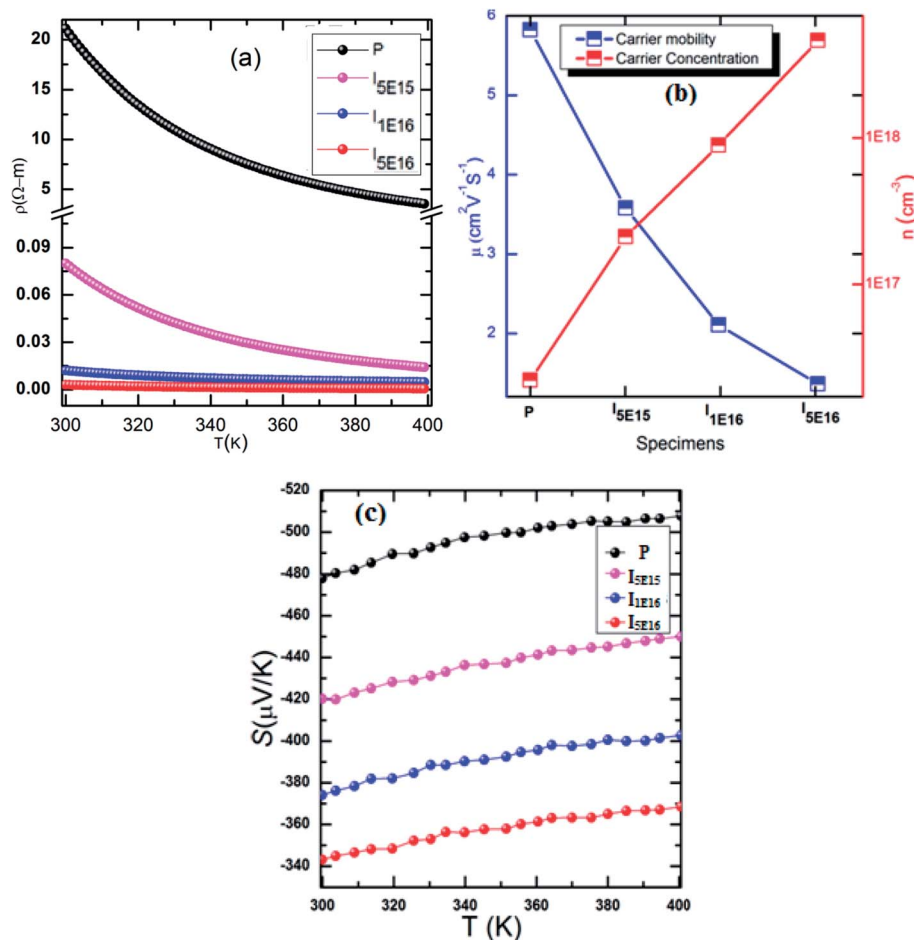 (a)
P
I5E15
I1E16
I5E16
ρ(Ω–m)
20
15
10
5
0.09
0.06
0.03
0.00
300 320 340 360 380 400
T(K)
(b)
Carrier mobility
Carrier Concentration
μ (cm²V⁻¹S⁻¹)
6
5
4
3
2
1E18
1E17
n (cm⁻³)
P I5E15 I1E16 I5E16
Specimens
(c)
P
I5E15
I1E16
I5E16
S(μV/K)
-520
-500
-480
-460
-440
-420
-400
-380
-360
-340
300 320 340 360 380 400
T (K)